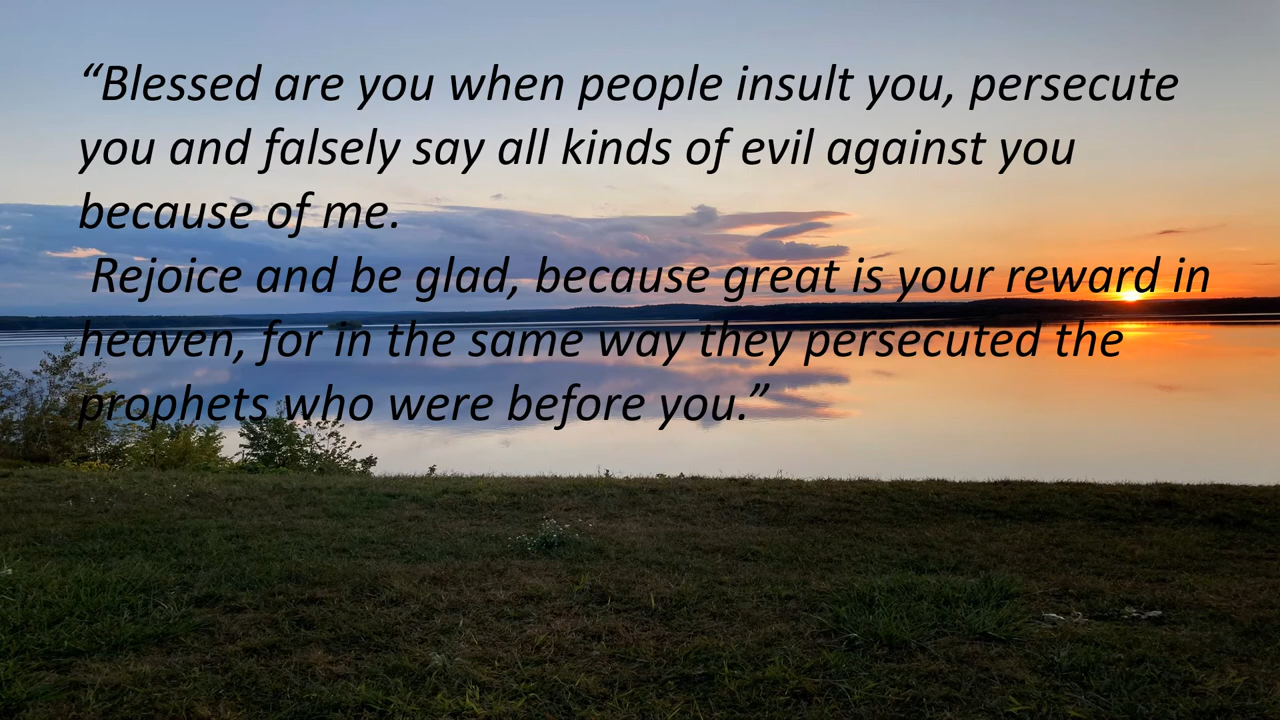 “Blessed are you when people insult you, persecute
you and falsely say all kinds of evil against you
because of me.
Rejoice and be glad, because great is your reward in
heaven, for in the same way they persecuted the
prophets who were before you.”